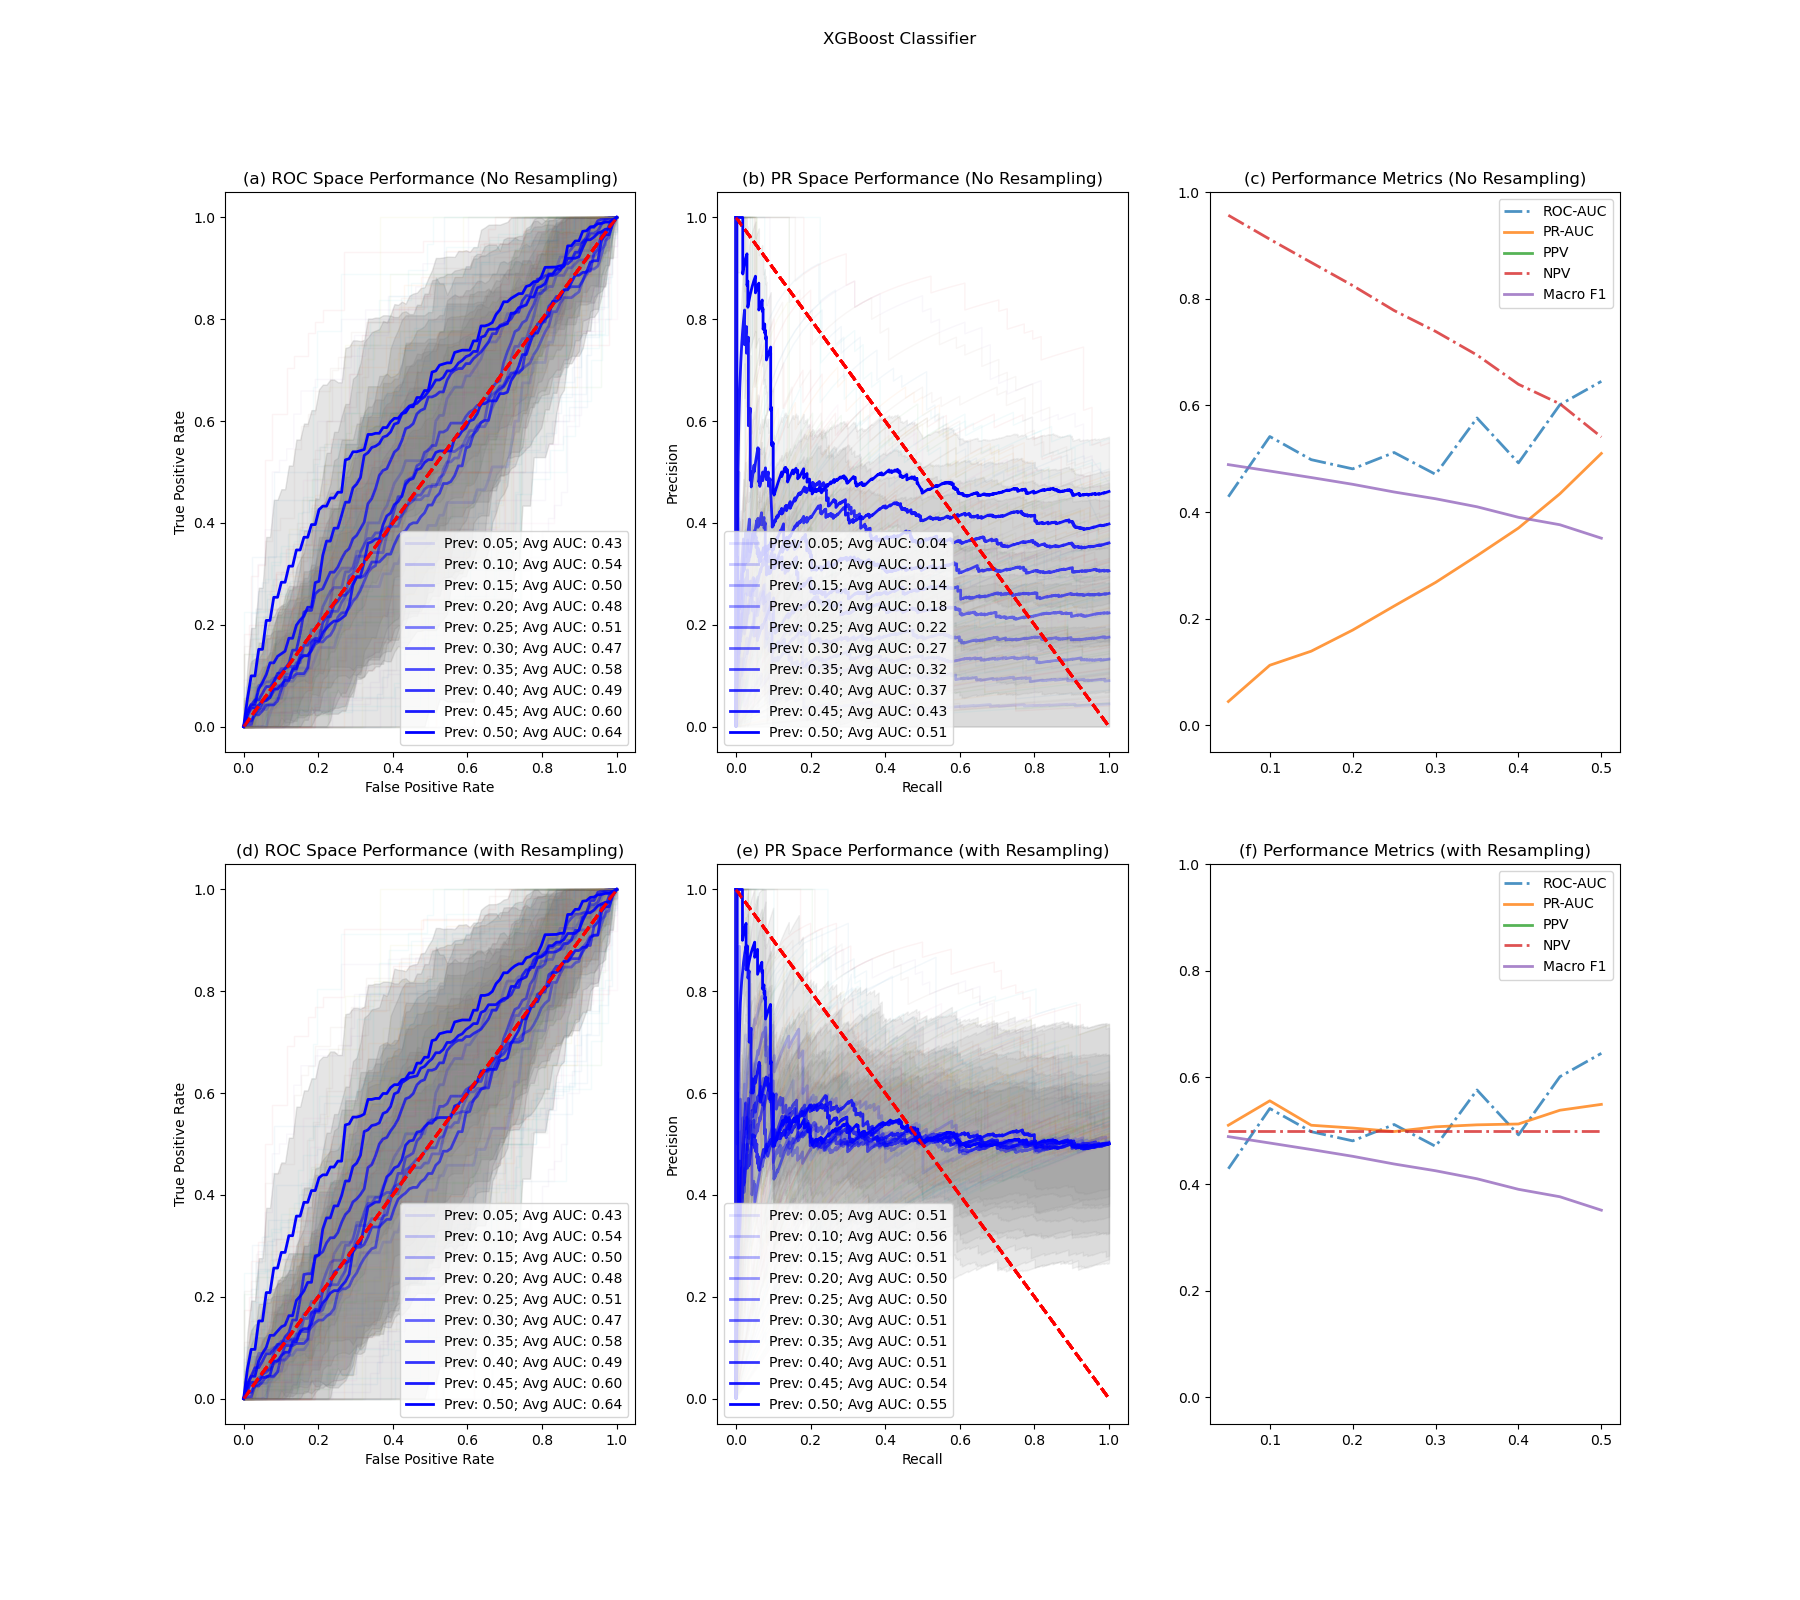 XGBoost Classifier
(a) ROC Space Performance (No Resampling)
True Positive Rate
1.0
0.8
0.6
0.4
0.2
0.0
Prev: 0.05; Avg AUC: 0.43
Prev: 0.10; Avg AUC: 0.54
Prev: 0.15; Avg AUC: 0.50
Prev: 0.20; Avg AUC: 0.48
Prev: 0.25; Avg AUC: 0.51
Prev: 0.30; Avg AUC: 0.47
Prev: 0.35; Avg AUC: 0.58
Prev: 0.40; Avg AUC: 0.49
Prev: 0.45; Avg AUC: 0.60
Prev: 0.50; Avg AUC: 0.64
0.0 0.2 0.4 0.6 0.8 1.0
False Positive Rate
(b) PR Space Performance (No Resampling)
Precision
1.0
0.8
0.6
0.4
0.2
0.0
Prev: 0.05; Avg AUC: 0.04
Prev: 0.10; Avg AUC: 0.11
Prev: 0.15; Avg AUC: 0.14
Prev: 0.20; Avg AUC: 0.18
Prev: 0.25; Avg AUC: 0.22
Prev: 0.30; Avg AUC: 0.27
Prev: 0.35; Avg AUC: 0.32
Prev: 0.40; Avg AUC: 0.37
Prev: 0.45; Avg AUC: 0.43
Prev: 0.50; Avg AUC: 0.51
0.0 0.2 0.4 0.6 0.8 1.0
Recall
(c) Performance Metrics (No Resampling)
1.0
0.8
0.6
0.4
0.2
0.0
ROC-AUC
PR-AUC
PPV
NPV
Macro F1
0.1 0.2 0.3 0.4 0.5
(d) ROC Space Performance (with Resampling)
True Positive Rate
1.0
0.8
0.6
0.4
0.2
0.0
Prev: 0.05; Avg AUC: 0.43
Prev: 0.10; Avg AUC: 0.54
Prev: 0.15; Avg AUC: 0.50
Prev: 0.20; Avg AUC: 0.48
Prev: 0.25; Avg AUC: 0.51
Prev: 0.30; Avg AUC: 0.47
Prev: 0.35; Avg AUC: 0.58
Prev: 0.40; Avg AUC: 0.49
Prev: 0.45; Avg AUC: 0.60
Prev: 0.50; Avg AUC: 0.64
0.0 0.2 0.4 0.6 0.8 1.0
False Positive Rate
(e) PR Space Performance (with Resampling)
Precision
1.0
0.8
0.6
0.4
0.2
0.0
Prev: 0.05; Avg AUC: 0.51
Prev: 0.10; Avg AUC: 0.56
Prev: 0.15; Avg AUC: 0.51
Prev: 0.20; Avg AUC: 0.50
Prev: 0.25; Avg AUC: 0.50
Prev: 0.30; Avg AUC: 0.51
Prev: 0.35; Avg AUC: 0.51
Prev: 0.40; Avg AUC: 0.51
Prev: 0.45; Avg AUC: 0.54
Prev: 0.50; Avg AUC: 0.55
0.0 0.2 0.4 0.6 0.8 1.0
Recall
(f) Performance Metrics (with Resampling)
1.0
0.8
0.6
0.4
0.2
0.0
ROC-AUC
PR-AUC
PPV
NPV
Macro F1
0.1 0.2 0.3 0.4 0.5